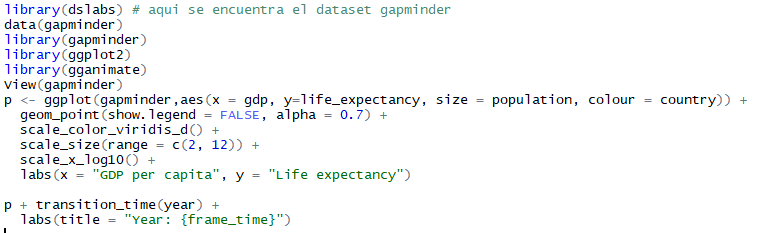 library(dslabs) # aqui se encuentra el dataset gapminder
data(gapminder)
library(gapminder)
library(ggplot2)
library(gganimate)
View(gapminder)
p <- ggplot(gapminder,aes(x = gdp, y=life_expectancy, size = population, colour = country)) +
  geom_point(show.legend = FALSE, alpha = 0.7) +
  scale_color_viridis_d() +
  scale_size(range = c(2, 12)) +
  scale_x_log10() +
  labs(x = "GDP per capita", y = "Life expectancy")

p + transition_time(year) +
  labs(title = "Year: {frame_time}")